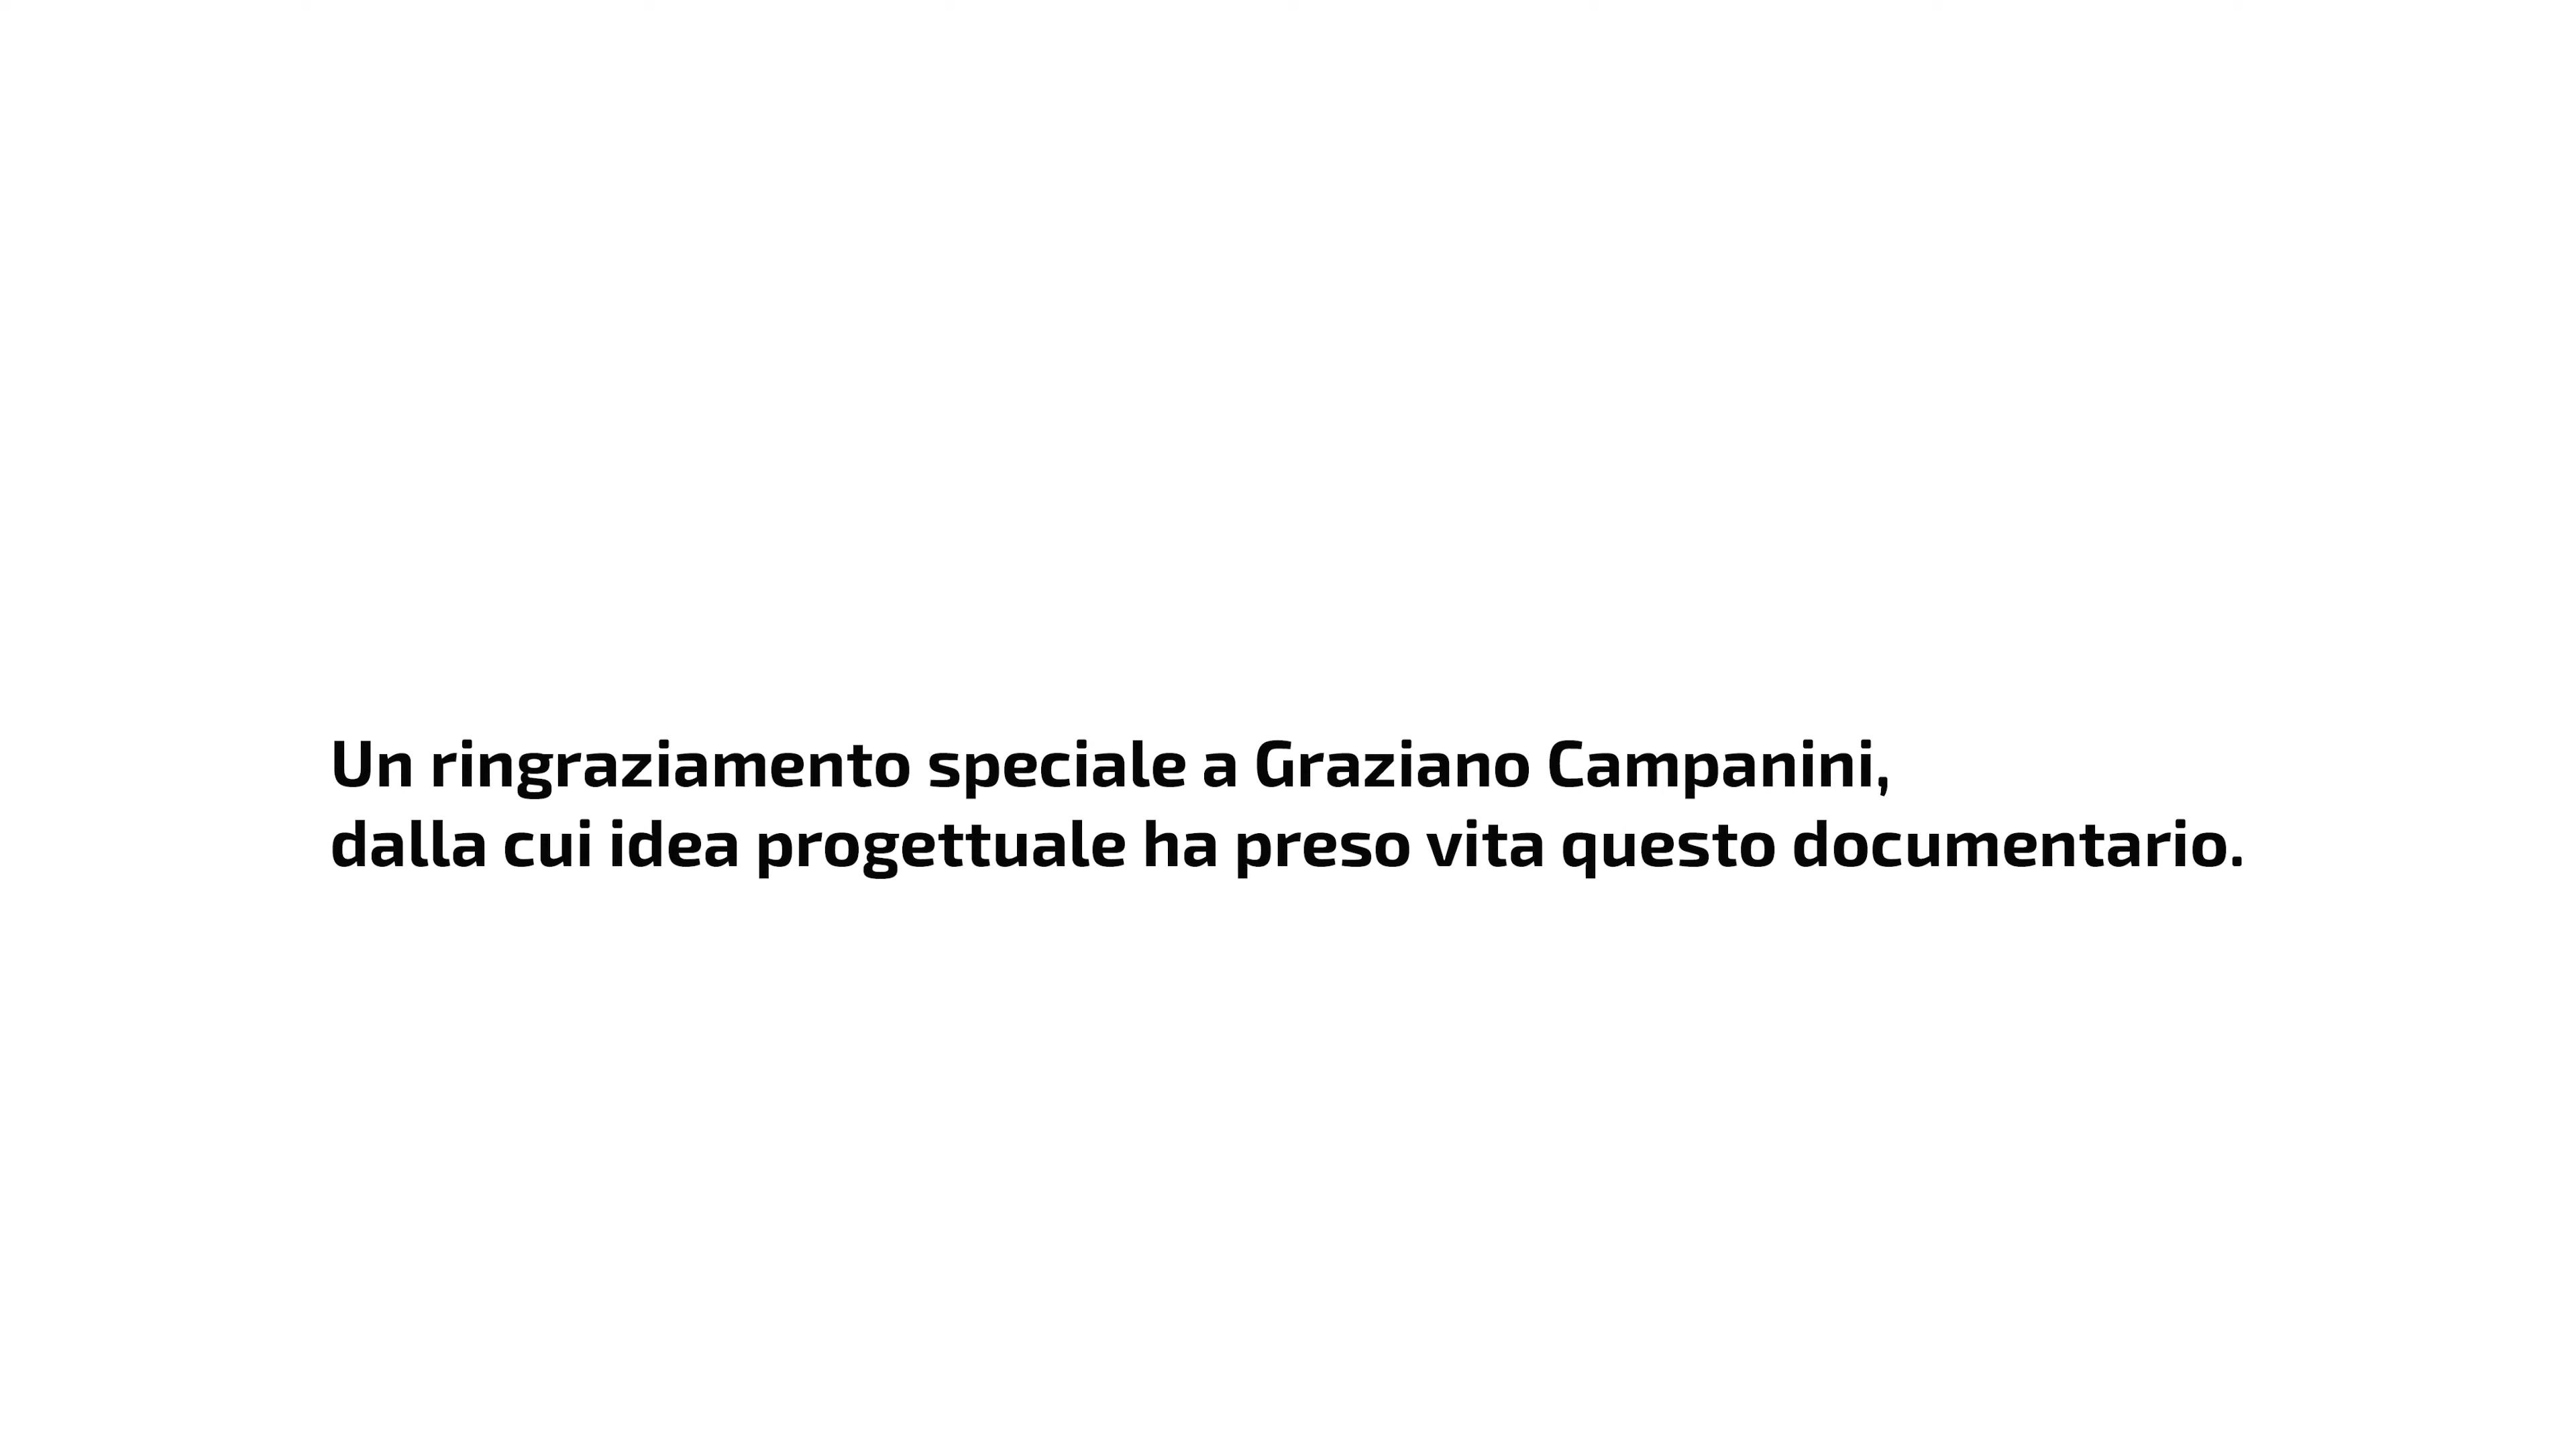 Un ringraziamento speciale a Graziano Campanini,
dalla cui idea progettuale ha preso vita questo documentario.